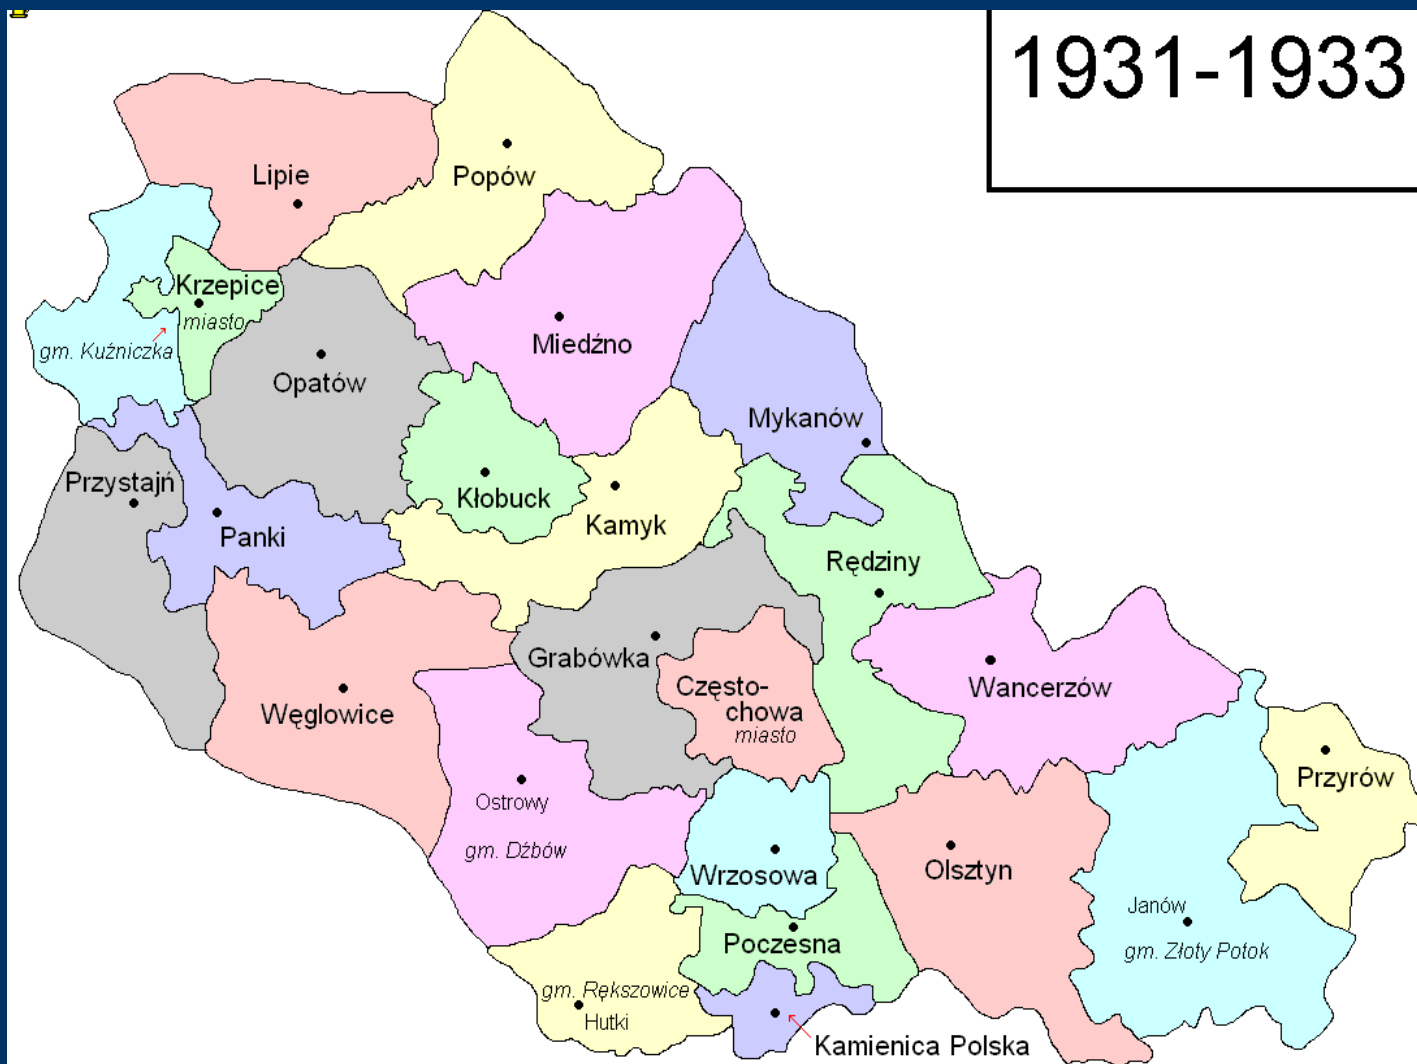 1931-1933
Lipie
Popów
Krzepice
miasto
gm. Kuźniczka
Miedźno
Opatów
Mykanów
Przystajń
Kłobuck
Kamyk
Panki
Rędziny
Grabówka
Często-
chowa
miasto
Wancerzów
Węglowice
Przyrów
Ostrowy
gm. Dźbów
Wrzosowa
Olsztyn
Janów
gm. Złoty Potok
Poczesna
gm. Rększowice
Hutki
Kamienica Polska